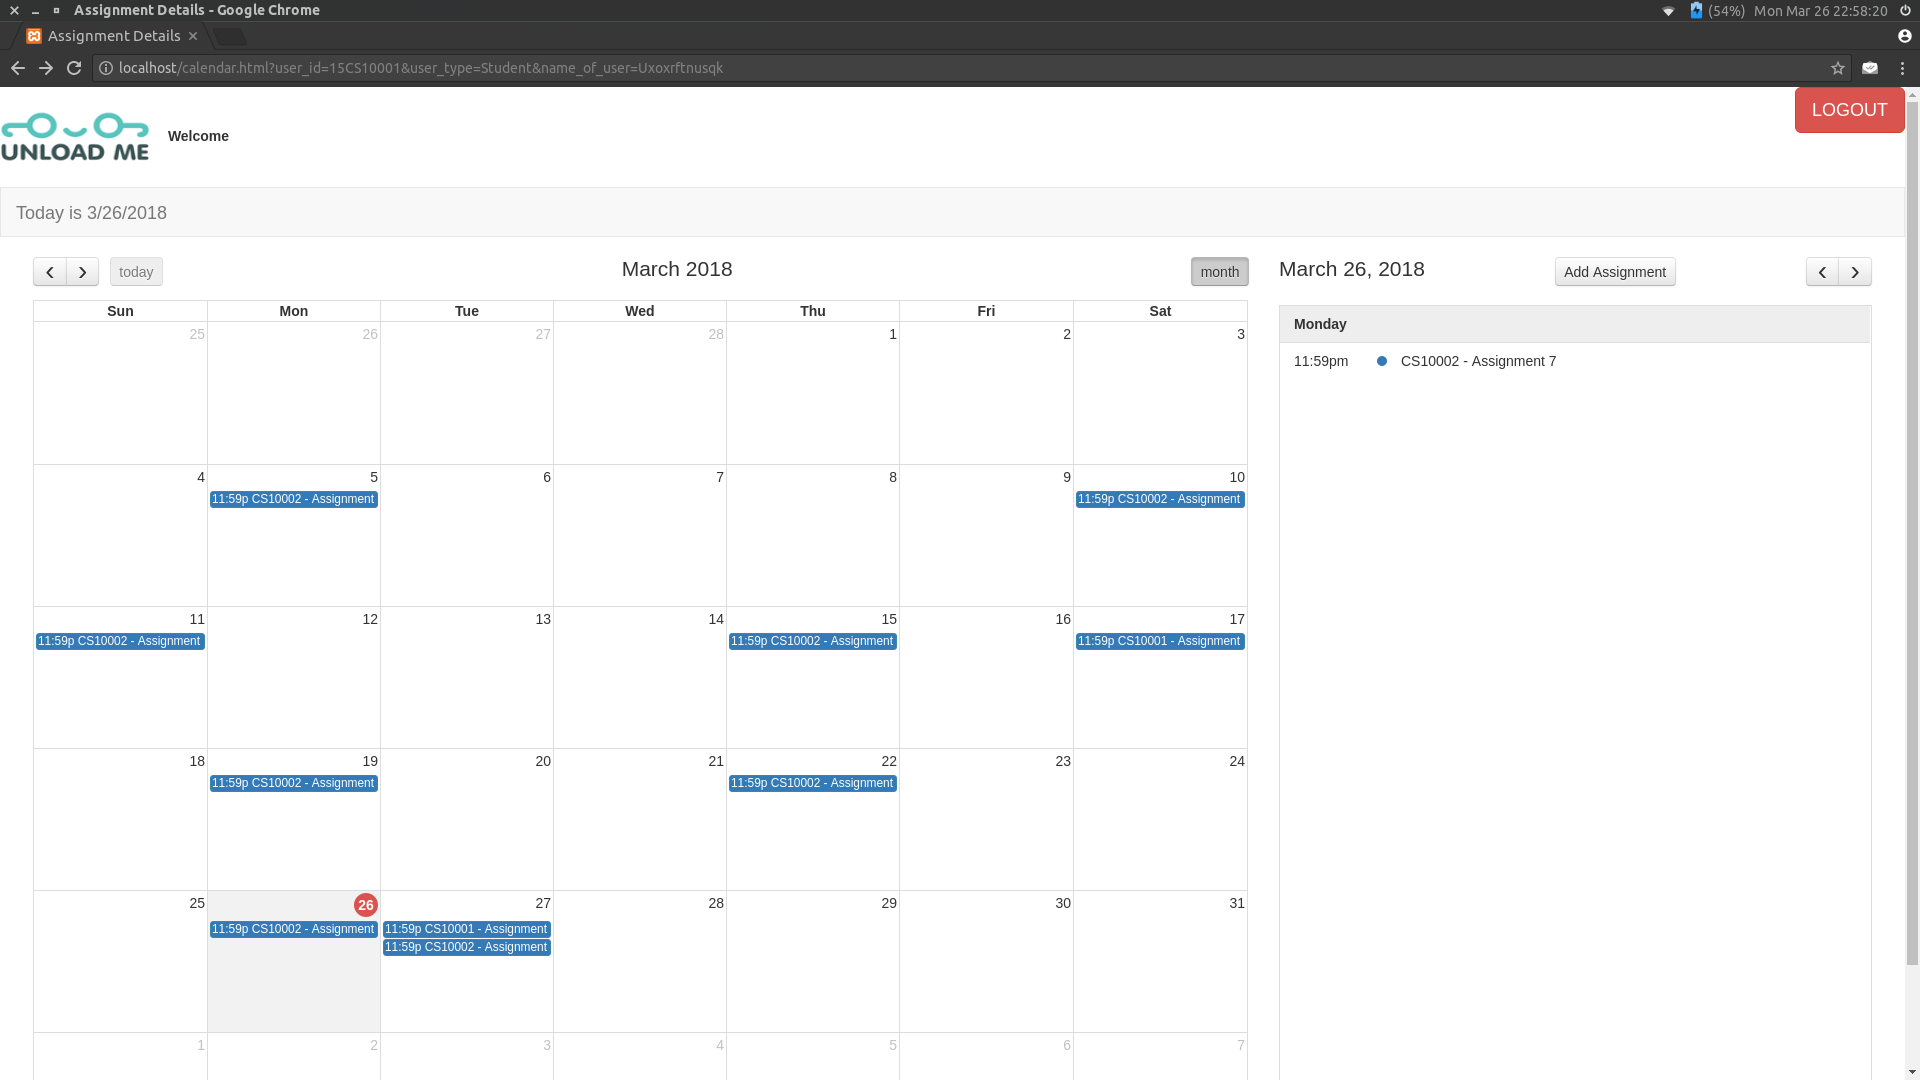 Assignment Details - Google Chrome
(54%) Mon Mar 26 22:58:20
Assignment Details
localhost/calendar.html?user_id=15CS10001&user_type=Student&name_of_user=Uxoxrftnusqk
LOGOUT
UNLOAD ME
Welcome
Today is 3/26/2018
today
March 2018
month
Sun Mon Tue Wed Thu Fri Sat
25 26 27 28 1 2 3
4 5 6 7 8 9 10
11:59p CS10002 - Assignment 11:59p CS10002 - Assignment
11 12 13 14 15 16 17
11:59p CS10002 - Assignment 11:59p CS10002 - Assignment 11:59p CS10001 - Assignment
18 19 20 21 22 23 24
11:59p CS10002 - Assignment 11:59p CS10002 - Assignment
25 26 27 28 29 30 31
11:59p CS10002 - Assignment 11:59p CS10001 - Assignment
11:59p CS10002 - Assignment
1 2 3 4 5 6 7
March 26, 2018
Add Assignment
Monday
11:59pm CS10002 - Assignment 7